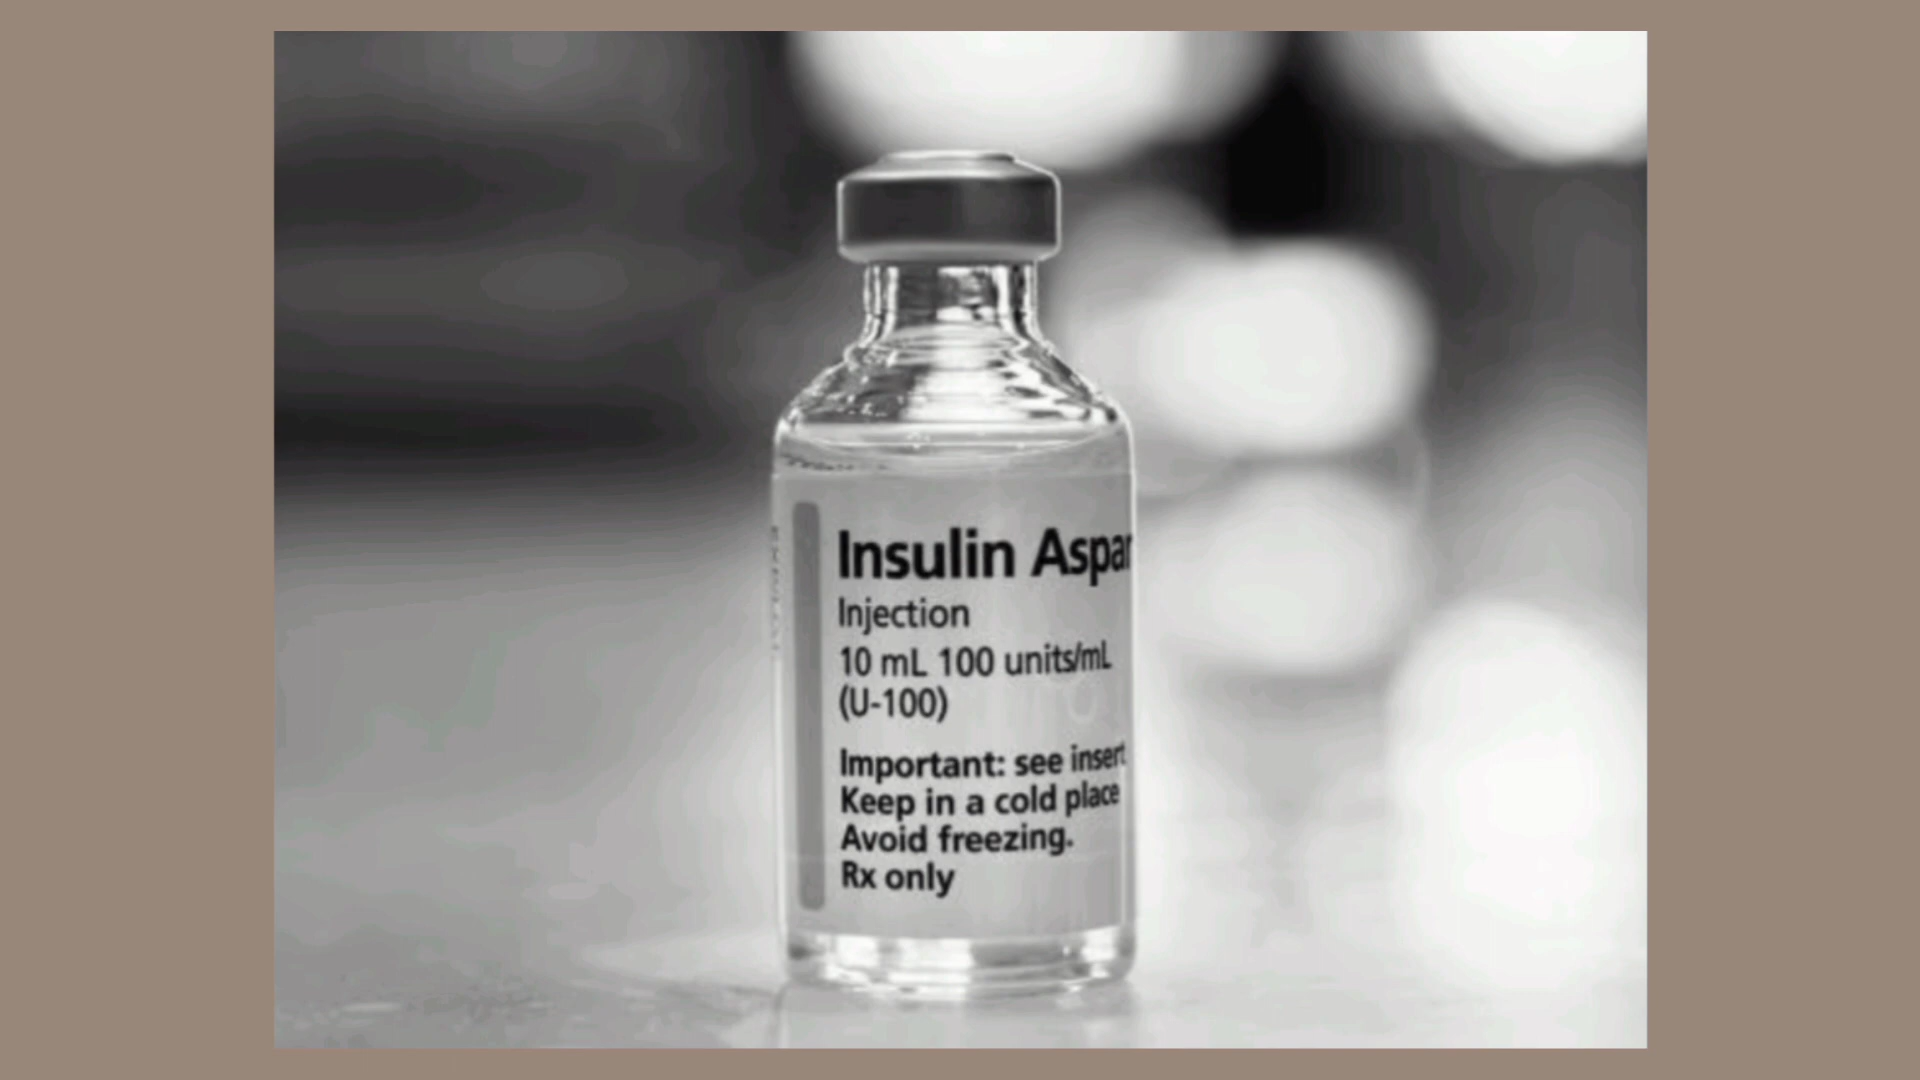 Insulin Aspar
Injection
10 mL 100 units/mL
(U-100)
Important: see insert
Keep in a cold place
Avoid freezing.
Rx only